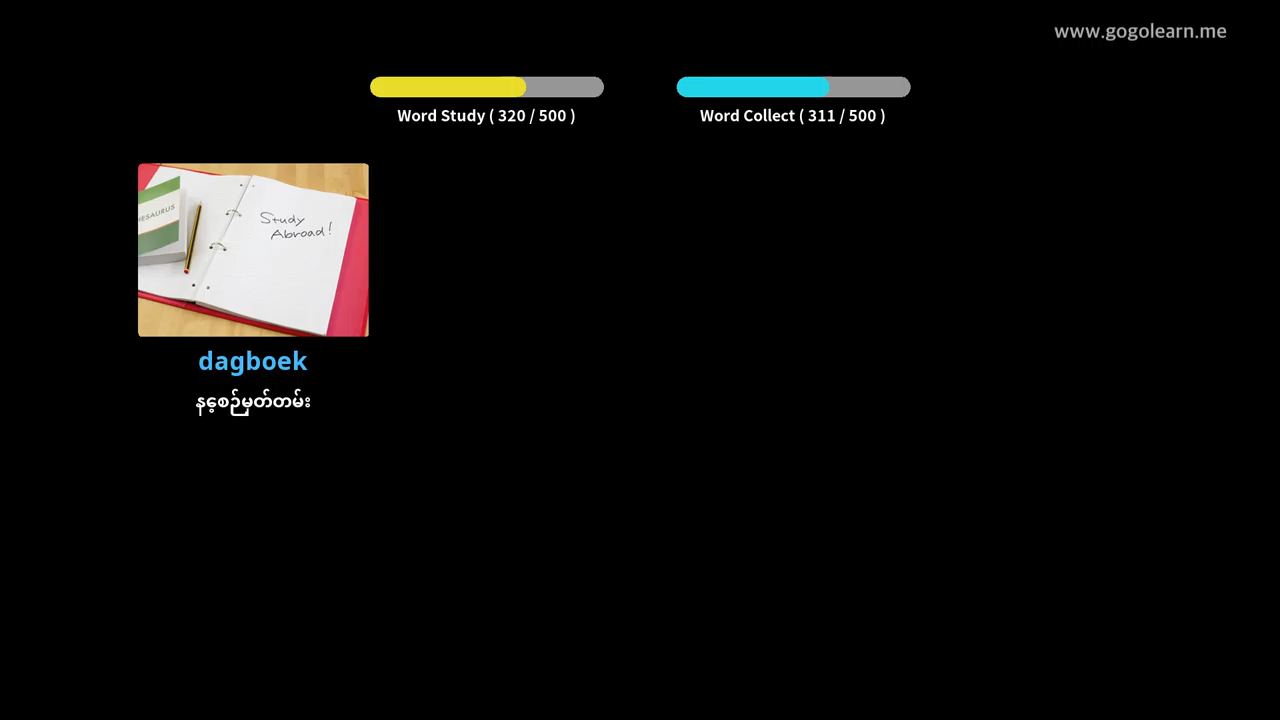 www.gogolearn.me
Word Study ( 320 / 500 )
Word Collect ( 311 / 500 )
HESAURUS
Study
Abroad!
dagboek
နေ့စဉ်မှတ်တမ်း